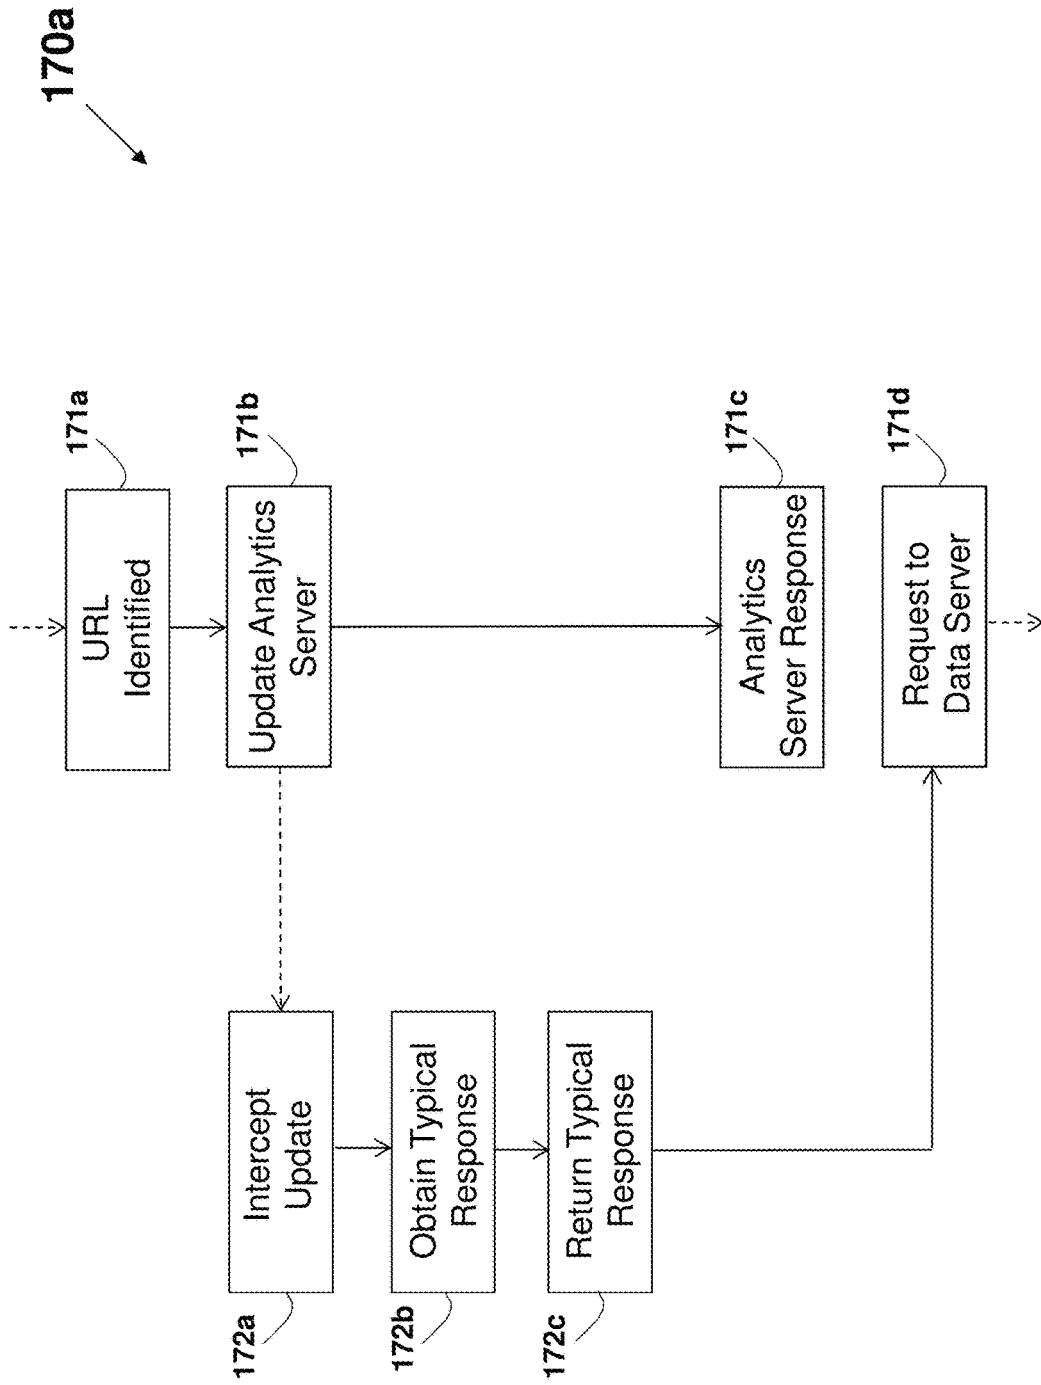 170a
171a
URL
Identified
171b
Update Analytics
Server
171c
Analytics
Server Response
171d
Request to
Data Server
172a
Intercept
Update
172b
Obtain Typical
Response
172c
Return Typical
Response